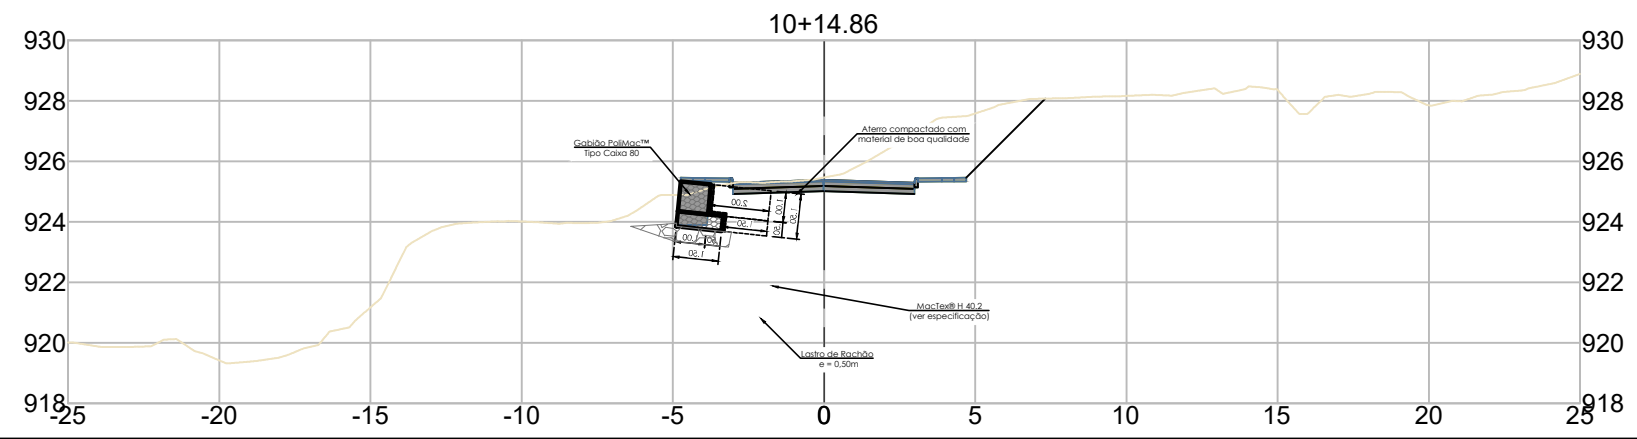 10+14.86
930 930
928 928
Aterro compactado com
material de boa qualidade
Gabião PoliMac™
Tipo Caixa 80
926 926
2.00
1.00
1.50
1.50
.50
924 924
1.00
.50
1.50
922 922
MacTex® H 40.2
(ver especificação)
920 920
Lastro de Rachão
e = 0,50m
918 918
-25 -20 -15 -10 -5 0 5 10 15 20 25